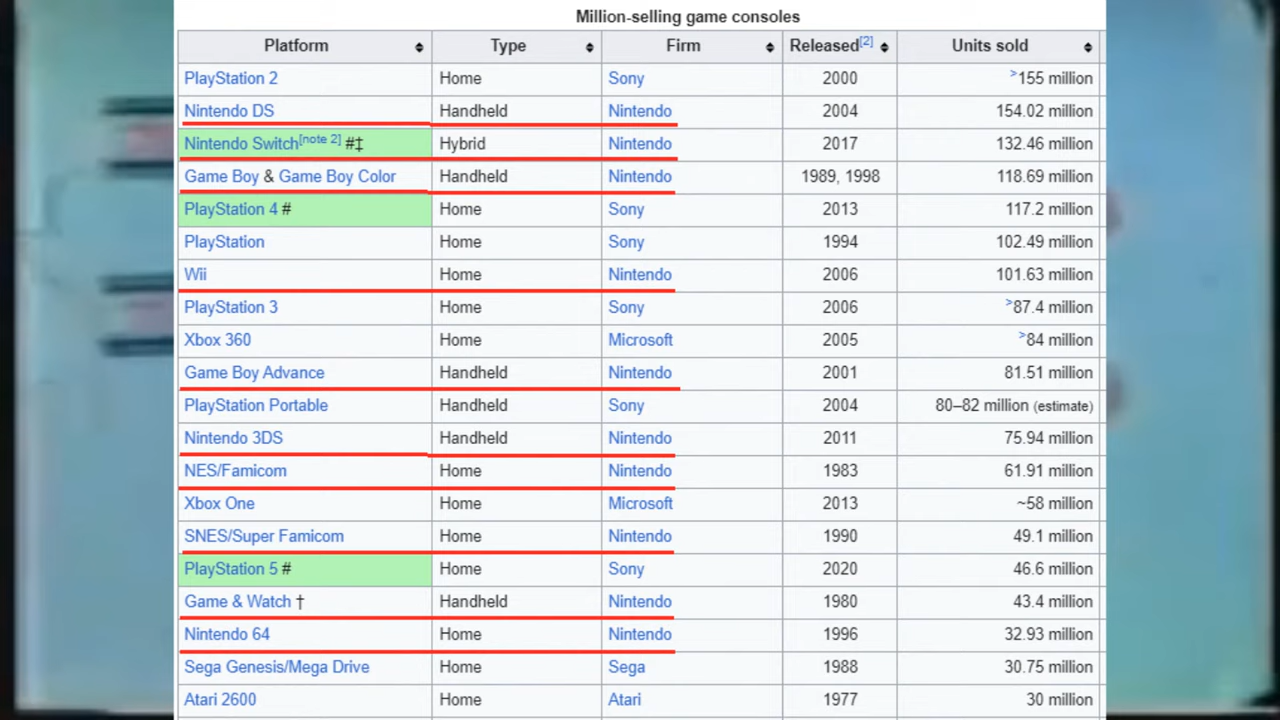 Million-selling game consoles
Platform Type Firm Released[2] Units sold
PlayStation 2 Home Sony 2000 >155 million
Nintendo DS Handheld Nintendo 2004 154.02 million
Nintendo Switch[note 2] #‡ Hybrid Nintendo 2017 132.46 million
Game Boy & Game Boy Color Handheld Nintendo 1989, 1998 118.69 million
PlayStation 4 # Home Sony 2013 117.2 million
PlayStation Home Sony 1994 102.49 million
Wii Home Nintendo 2006 101.63 million
PlayStation 3 Home Sony 2006 >87.4 million
Xbox 360 Home Microsoft 2005 >84 million
Game Boy Advance Handheld Nintendo 2001 81.51 million
PlayStation Portable Handheld Sony 2004 80–82 million (estimate)
Nintendo 3DS Handheld Nintendo 2011 75.94 million
NES/Famicom Home Nintendo 1983 61.91 million
Xbox One Home Microsoft 2013 ~58 million
SNES/Super Famicom Home Nintendo 1990 49.1 million
PlayStation 5 # Home Sony 2020 46.6 million
Game & Watch † Handheld Nintendo 1980 43.4 million
Nintendo 64 Home Nintendo 1996 32.93 million
Sega Genesis/Mega Drive Home Sega 1988 30.75 million
Atari 2600 Home Atari 1977 30 million